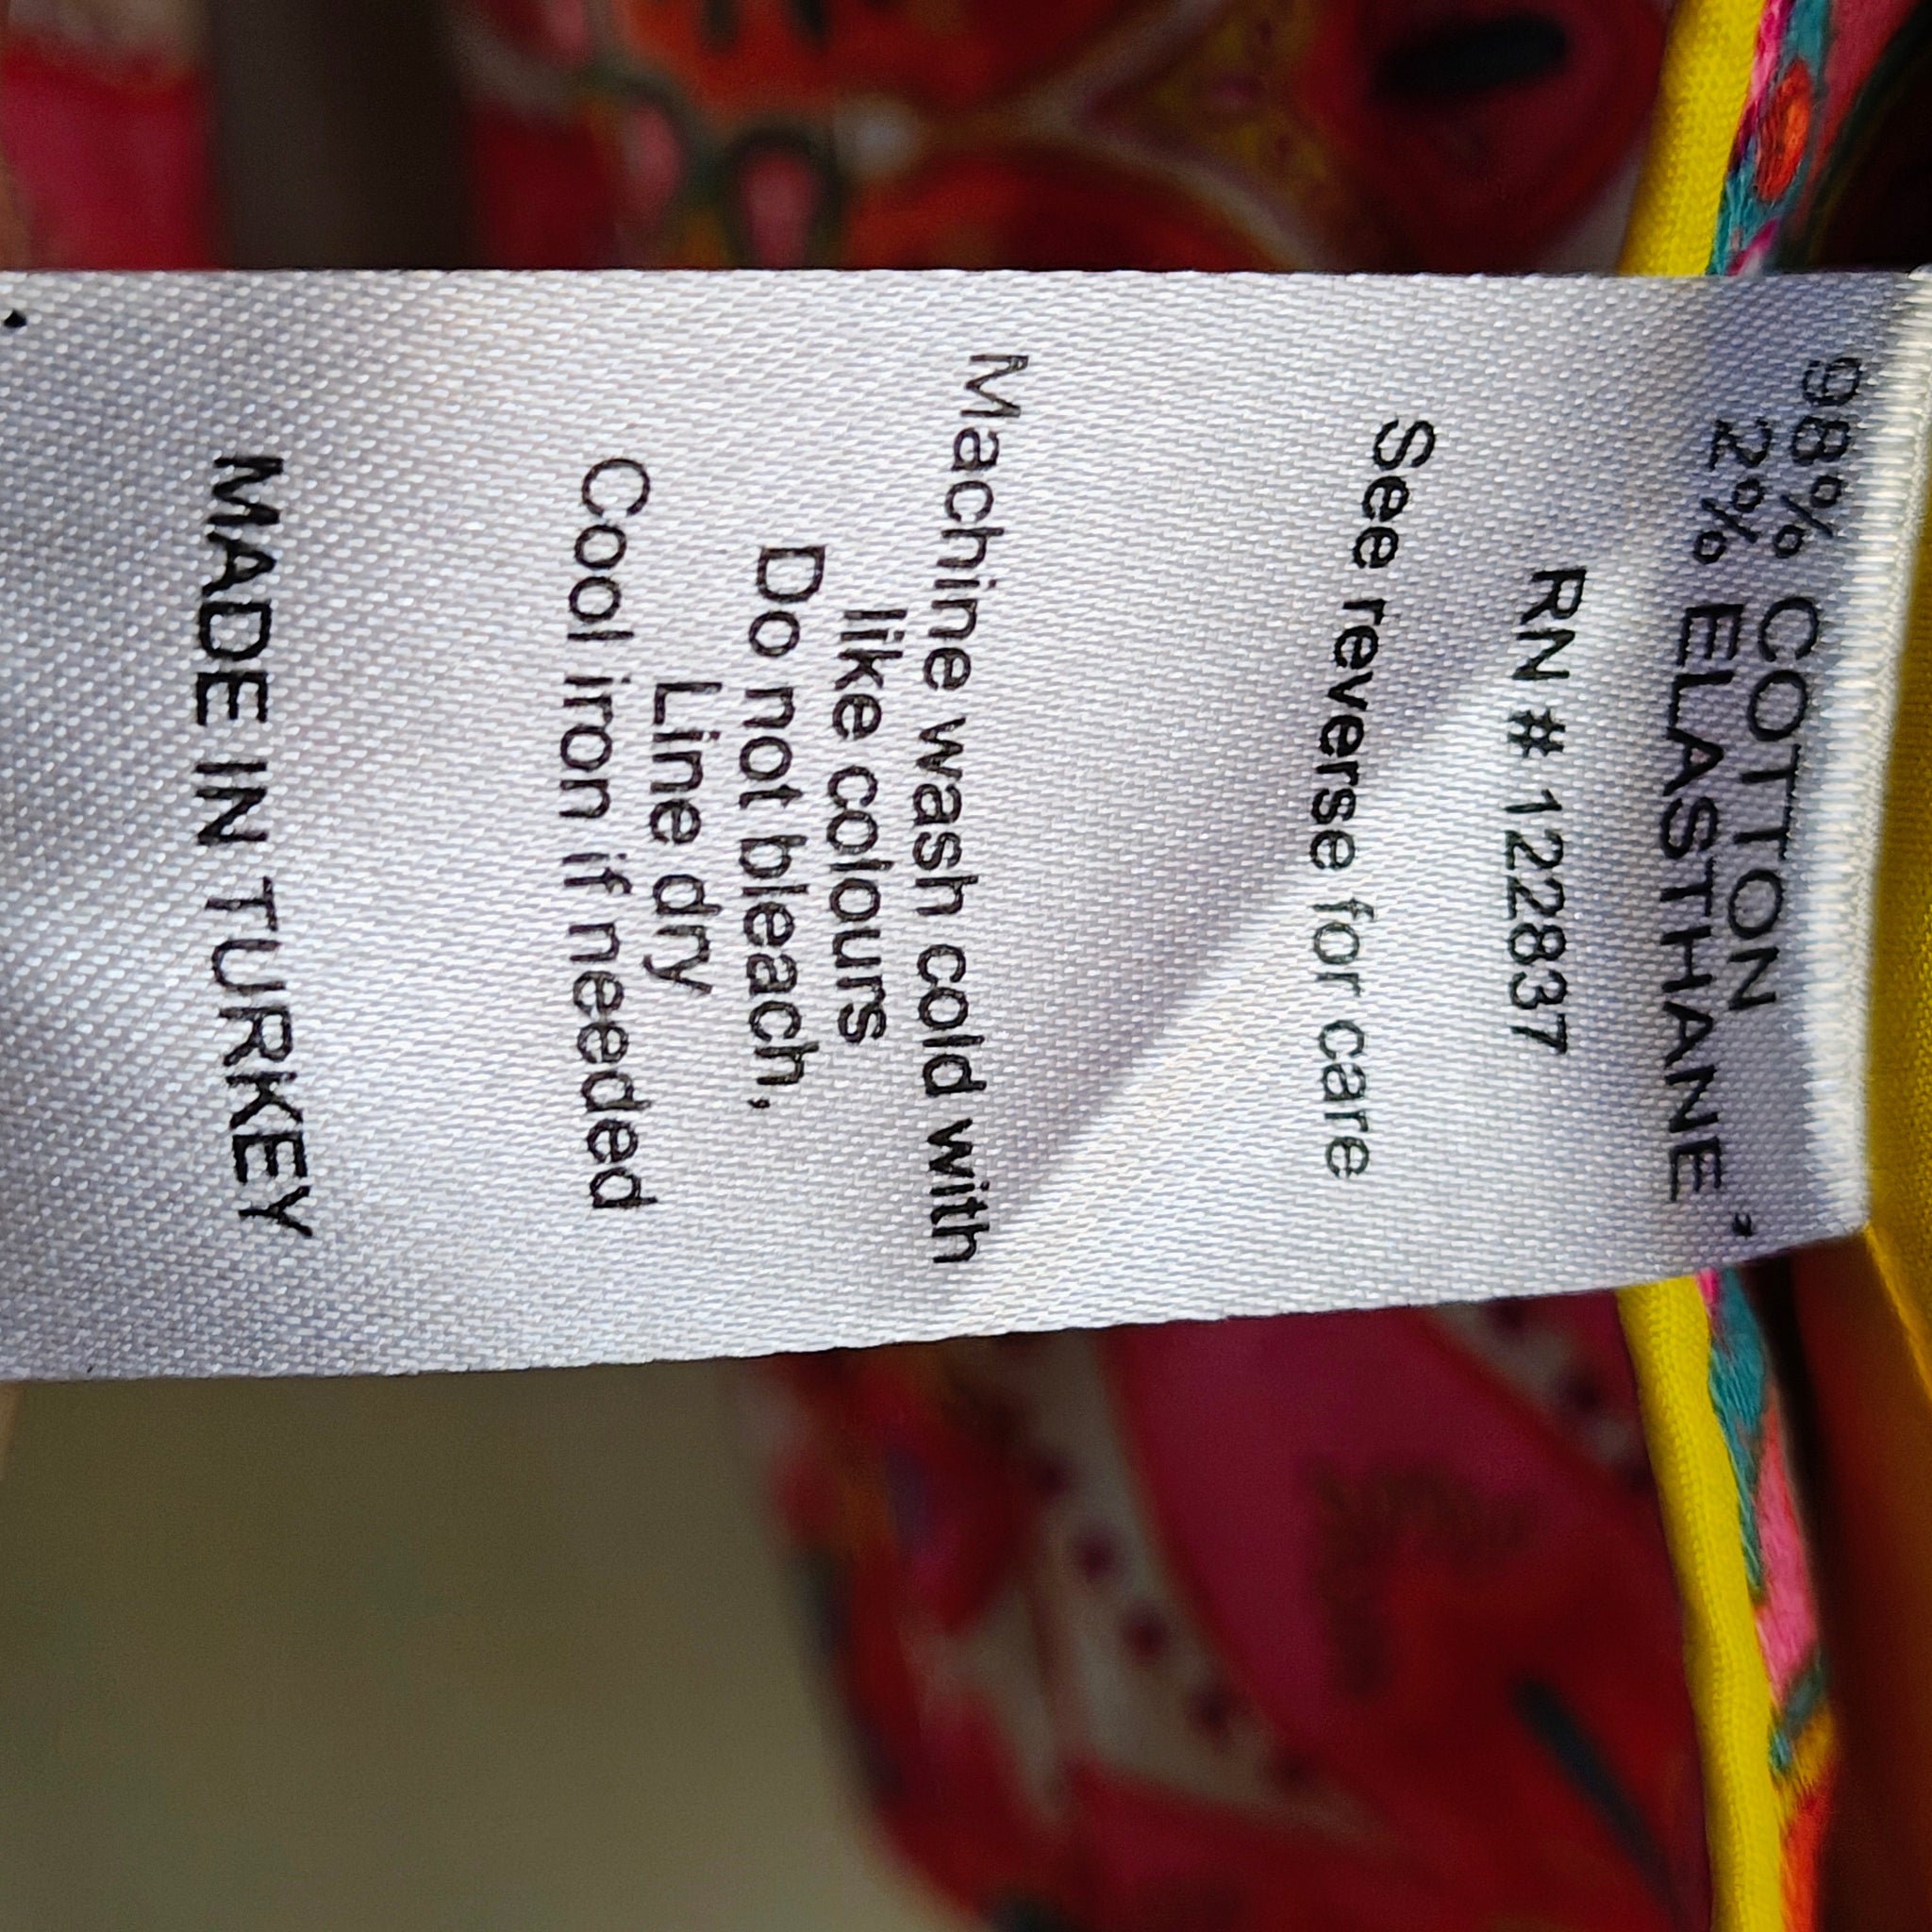 98% COTTON
2% ELASTHANE
RN # 122837
See reverse for care
Machine wash cold with
like colours
Do not bleach,
Line dry
Cool iron if needed
MADE IN TURKEY